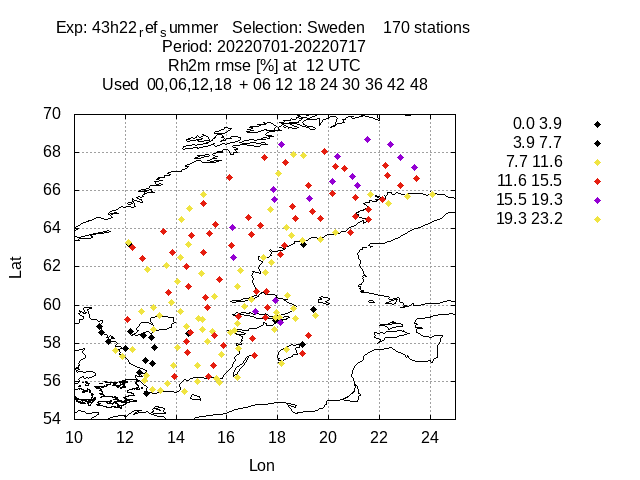 Exp: 43h22_ref_summer Selection: Sweden 170 stations
Period: 20220701-20220717
Rh2m rmse [%] at 12 UTC
Used 00,06,12,18 + 06 12 18 24 30 36 42 48
70
68
66
64
62
60
58
56
54
10 12 14 16 18 20 22 24
Lat
Lon
0.0 3.9
3.9 7.7
7.7 11.6
11.6 15.5
15.5 19.3
19.3 23.2